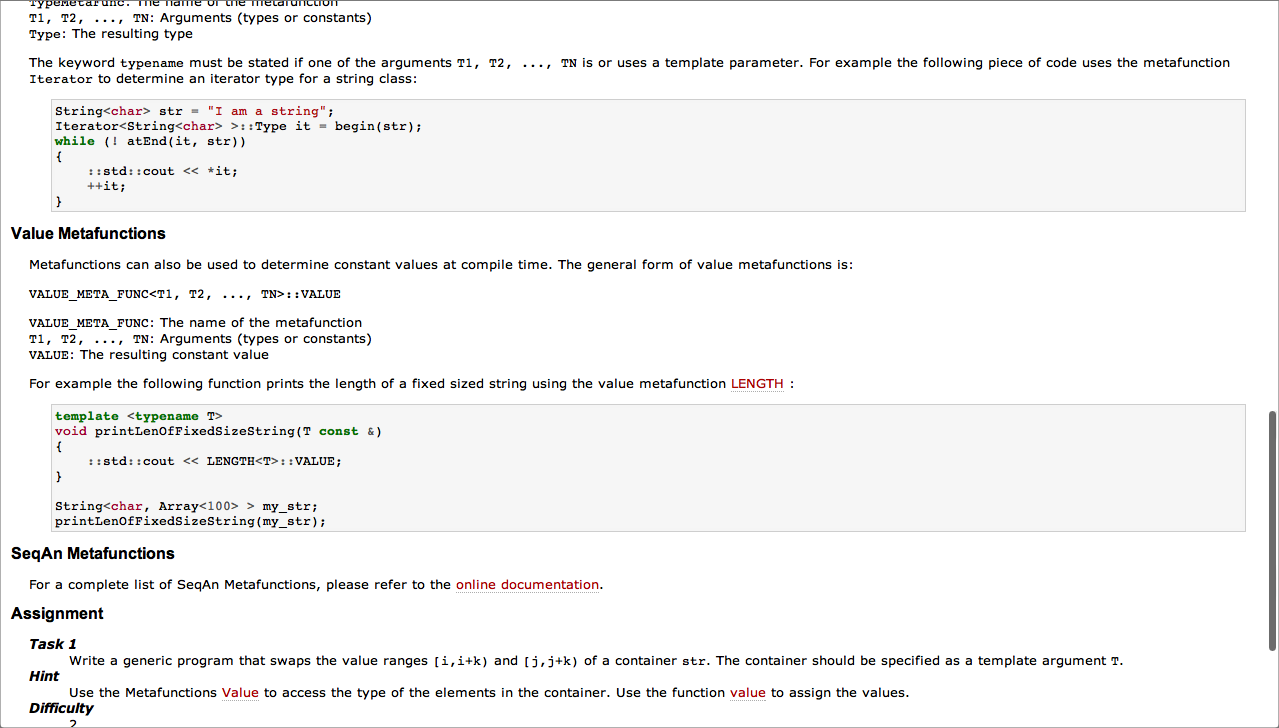 TypeMetaFunc: The name of the metafunction
T1, T2, ..., TN: Arguments (types or constants)
Type: The resulting type
The keyword typename must be stated if one of the arguments T1, T2, ..., TN is or uses a template parameter. For example the following piece of code uses the metafunction
Iterator to determine an iterator type for a string class:
String<char> str = "I am a string";
Iterator<String<char> >::Type it = begin(str);
while (! atEnd(it, str))
{
    ::std::cout << *it;
    ++it;
}
Value Metafunctions
Metafunctions can also be used to determine constant values at compile time. The general form of value metafunctions is:
VALUE_META_FUNC<T1, T2, ..., TN>::VALUE
VALUE_META_FUNC: The name of the metafunction
T1, T2, ..., TN: Arguments (types or constants)
VALUE: The resulting constant value
For example the following function prints the length of a fixed sized string using the value metafunction LENGTH :
template <typename T>
void printLenOfFixedSizeString(T const &)
{
    ::std::cout << LENGTH<T>::VALUE;
}
String<char, Array<100> > my_str;
printLenOfFixedSizeString(my_str);
SeqAn Metafunctions
For a complete list of SeqAn Metafunctions, please refer to the online documentation.
Assignment
Task 1
Write a generic program that swaps the value ranges [i,i+k) and [j,j+k) of a container str. The container should be specified as a template argument T.
Hint
Use the Metafunctions Value to access the type of the elements in the container. Use the function value to assign the values.
Difficulty
2